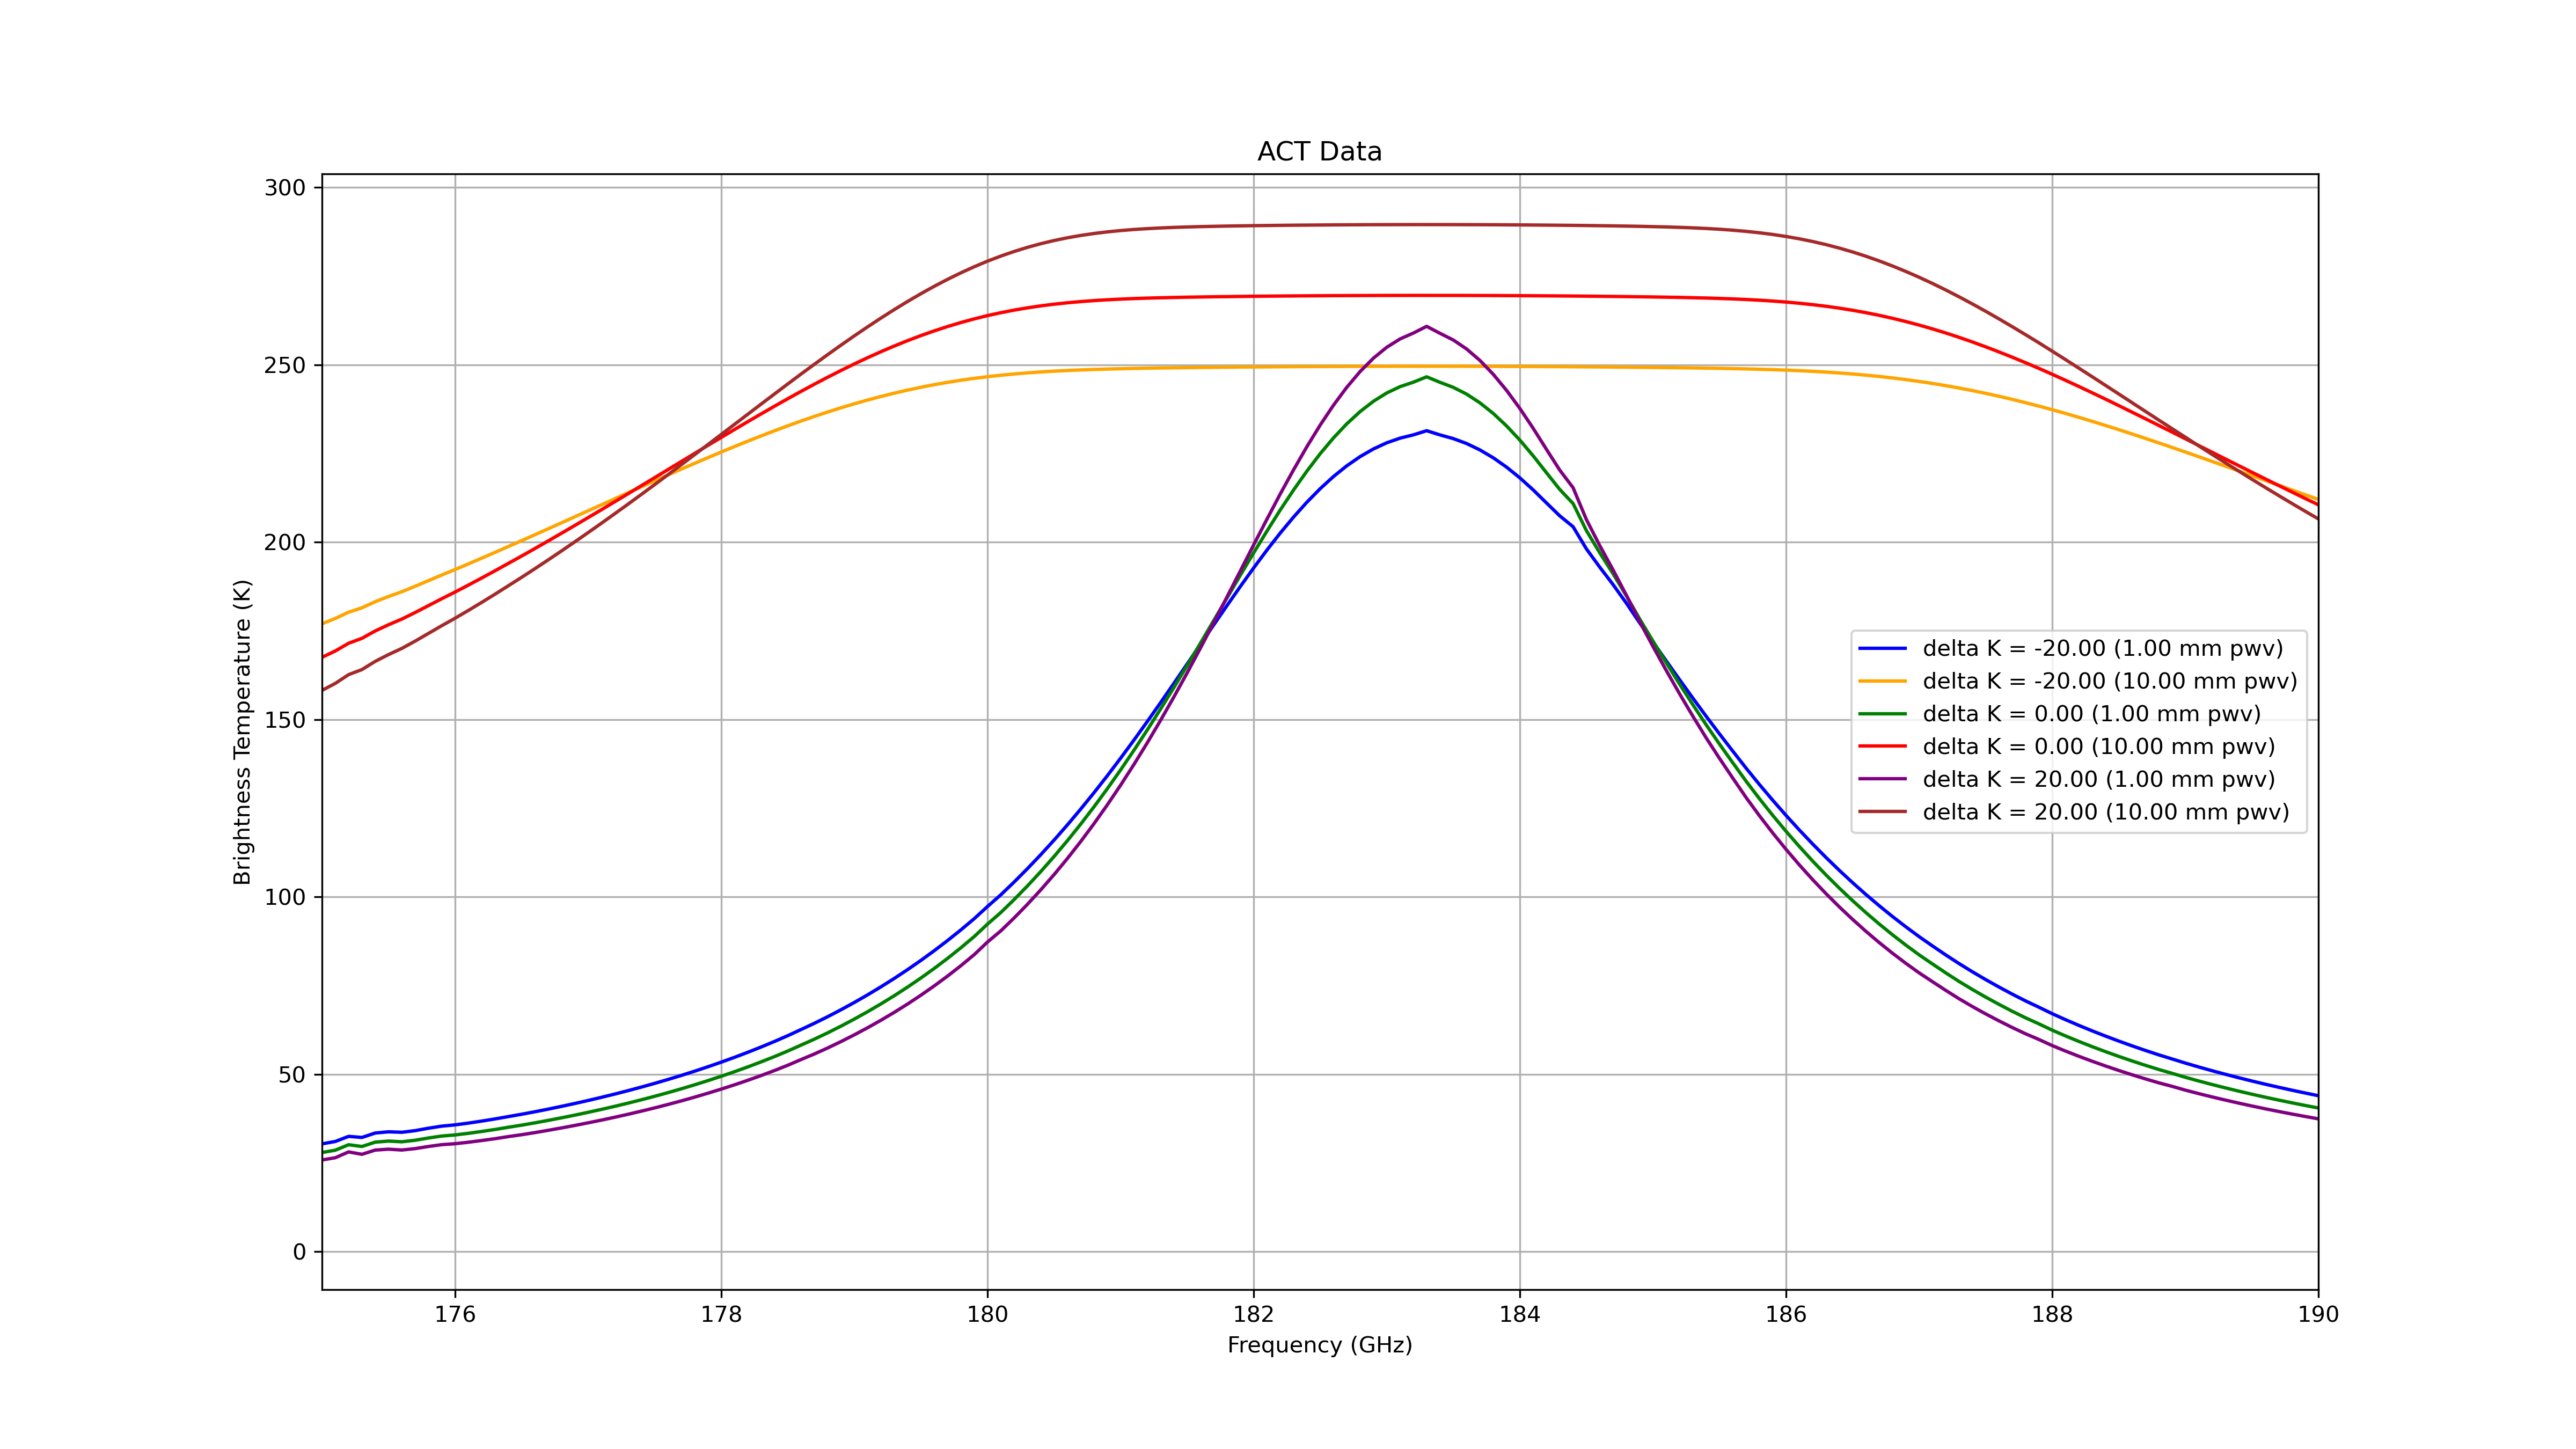 ACT Data
300
250
200
150
100
50
0
Brightness Temperature (K)
176 178 180 182 184 186 188 190
Frequency (GHz)
delta K = -20.00 (1.00 mm pwv)
delta K = -20.00 (10.00 mm pwv)
delta K = 0.00 (1.00 mm pwv)
delta K = 0.00 (10.00 mm pwv)
delta K = 20.00 (1.00 mm pwv)
delta K = 20.00 (10.00 mm pwv)